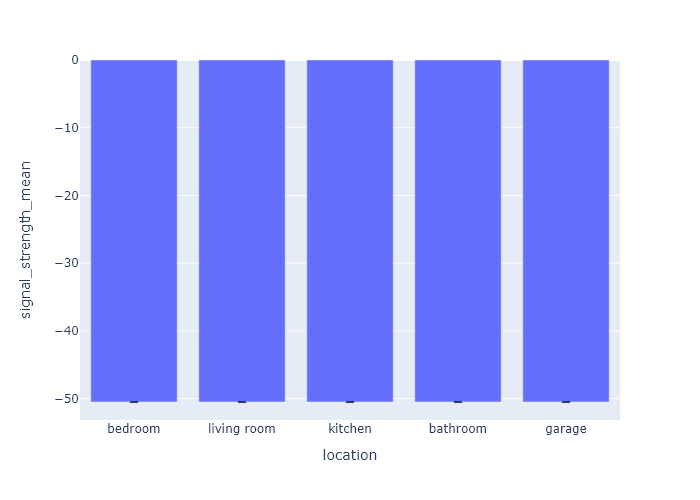 0
−10
−20
−30
−40
−50
signal_strength_mean
bedroom
living room
kitchen
bathroom
garage
location